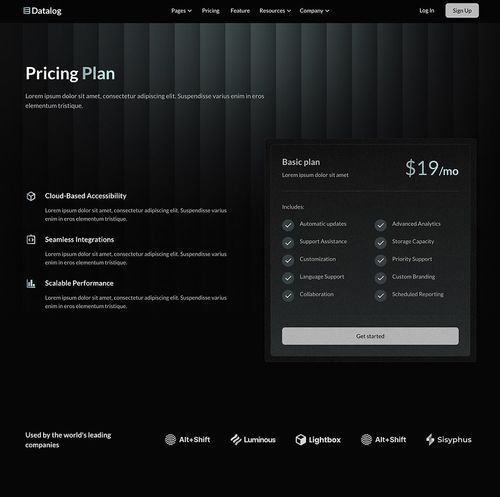 Datalog
Pages Pricing Feature Resources Company
Log In Sign Up
Pricing Plan
Lorem ipsum dolor sit amet, consectetur adipiscing elit. Suspendisse varius enim in eros
elementum tristique.
Basic plan
Lorem ipsum dolor sit amet
$19/mo
Cloud-Based Accessibility
Lorem ipsum dolor sit amet, consectetur adipiscing elit. Suspendisse varius
enim in eros elementum tristique.
Seamless Integrations
Lorem ipsum dolor sit amet, consectetur adipiscing elit. Suspendisse varius
enim in eros elementum tristique.
Scalable Performance
Lorem ipsum dolor sit amet, consectetur adipiscing elit. Suspendisse varius
enim in eros elementum tristique.
Includes:
Automatic updates
Advanced Analytics
Support Assistance
Storage Capacity
Customization
Priority Support
Language Support
Custom Branding
Collaboration
Scheduled Reporting
Get started
Used by the world's leading
companies
Alt+Shift Luminous Lightbox Alt+Shift Sisyphus